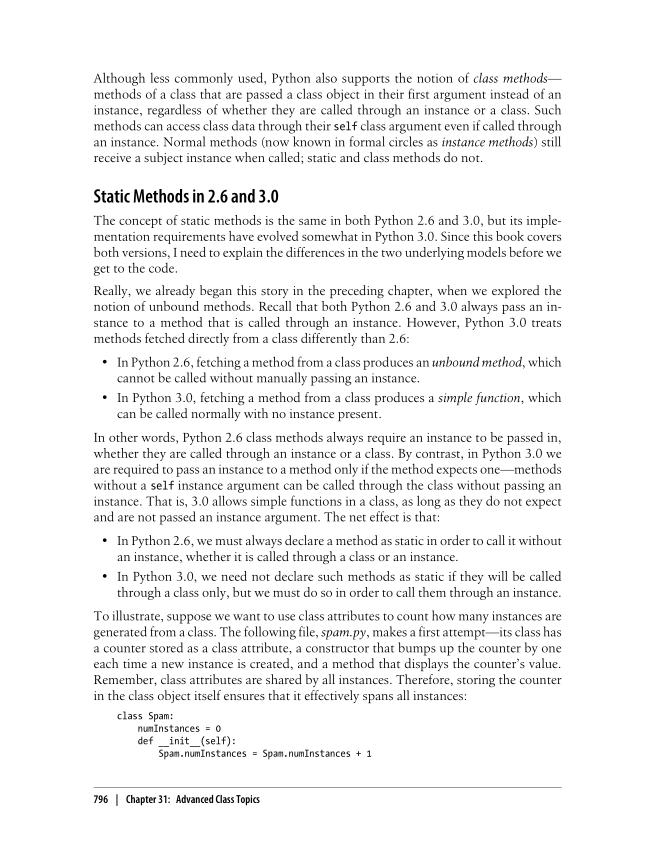 Although less commonly used, Python also supports the notion of class methods—
methods of a class that are passed a class object in their first argument instead of an
instance, regardless of whether they are called through an instance or a class. Such
methods can access class data through their self class argument even if called through
an instance. Normal methods (now known in formal circles as instance methods) still
receive a subject instance when called; static and class methods do not.
Static Methods in 2.6 and 3.0
The concept of static methods is the same in both Python 2.6 and 3.0, but its imple-
mentation requirements have evolved somewhat in Python 3.0. Since this book covers
both versions, I need to explain the differences in the two underlying models before we
get to the code.
Really, we already began this story in the preceding chapter, when we explored the
notion of unbound methods. Recall that both Python 2.6 and 3.0 always pass an in-
stance to a method that is called through an instance. However, Python 3.0 treats
methods fetched directly from a class differently than 2.6:
• In Python 2.6, fetching a method from a class produces an unbound method, which
cannot be called without manually passing an instance.
• In Python 3.0, fetching a method from a class produces a simple function, which
can be called normally with no instance present.
In other words, Python 2.6 class methods always require an instance to be passed in,
whether they are called through an instance or a class. By contrast, in Python 3.0 we
are required to pass an instance to a method only if the method expects one—methods
without a self instance argument can be called through the class without passing an
instance. That is, 3.0 allows simple functions in a class, as long as they do not expect
and are not passed an instance argument. The net effect is that:
• In Python 2.6, we must always declare a method as static in order to call it without
an instance, whether it is called through a class or an instance.
• In Python 3.0, we need not declare such methods as static if they will be called
through a class only, but we must do so in order to call them through an instance.
To illustrate, suppose we want to use class attributes to count how many instances are
generated from a class. The following file, spam.py, makes a first attempt—its class has
a counter stored as a class attribute, a constructor that bumps up the counter by one
each time a new instance is created, and a method that displays the counter's value.
Remember, class attributes are shared by all instances. Therefore, storing the counter
in the class object itself ensures that it effectively spans all instances:
class Spam:
numInstances = 0
def __init__(self):
Spam.numInstances = Spam.numInstances + 1
796 | Chapter 31: Advanced Class Topics